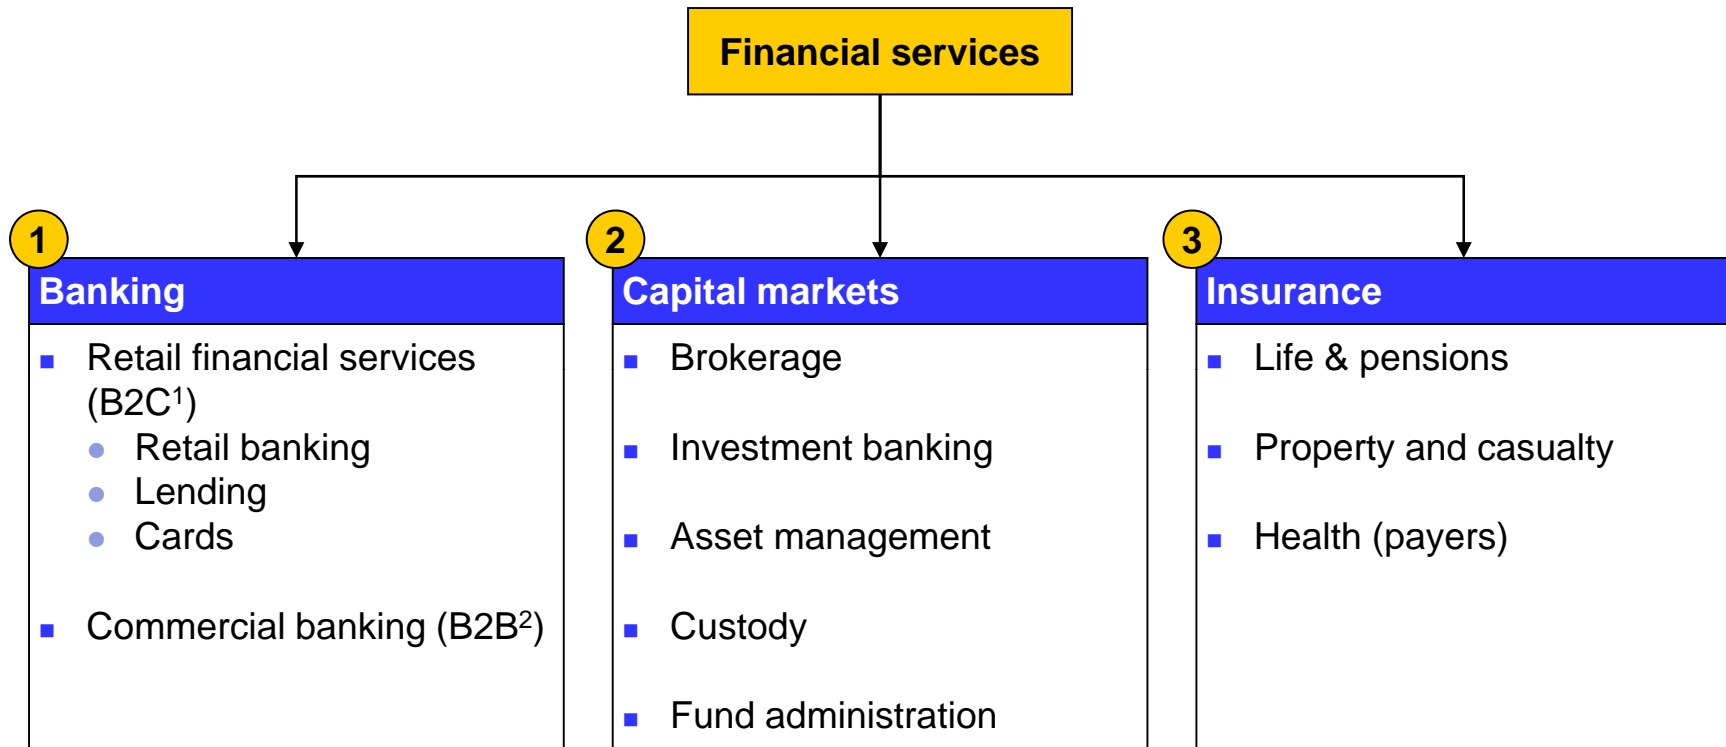 Financial services
1
Banking
Retail financial services
(B2C¹)
Retail banking
Lending
Cards
Commercial banking (B2B²)
2
Capital markets
Brokerage
Investment banking
Asset management
Custody
Fund administration
3
Insurance
Life & pensions
Property and casualty
Health (payers)